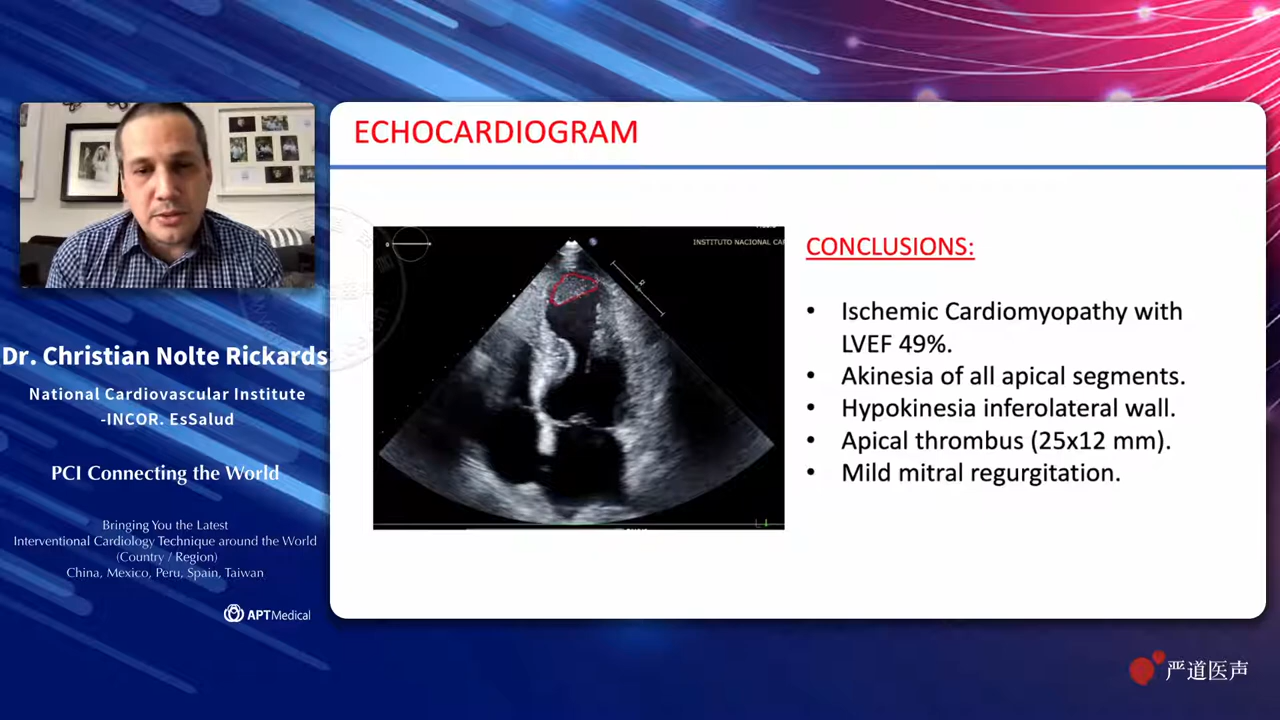 ECHOCARDIOGRAM
INSTITUTO NACIONAL CA
CONCLUSIONS:
• Ischemic Cardiomyopathy with
LVEF 49%.
• Akinesia of all apical segments.
• Hypokinesia inferolateral wall.
• Apical thrombus (25x12 mm).
• Mild mitral regurgitation.
Dr. Christian Nolte Rickards
National Cardiovascular Institute
-INCOR. EsSalud
PCI Connecting the World
Bringing You the Latest
Interventional Cardiology Technique around the World
(Country / Region)
China, Mexico, Peru, Spain, Taiwan
APTMedical
严道医声